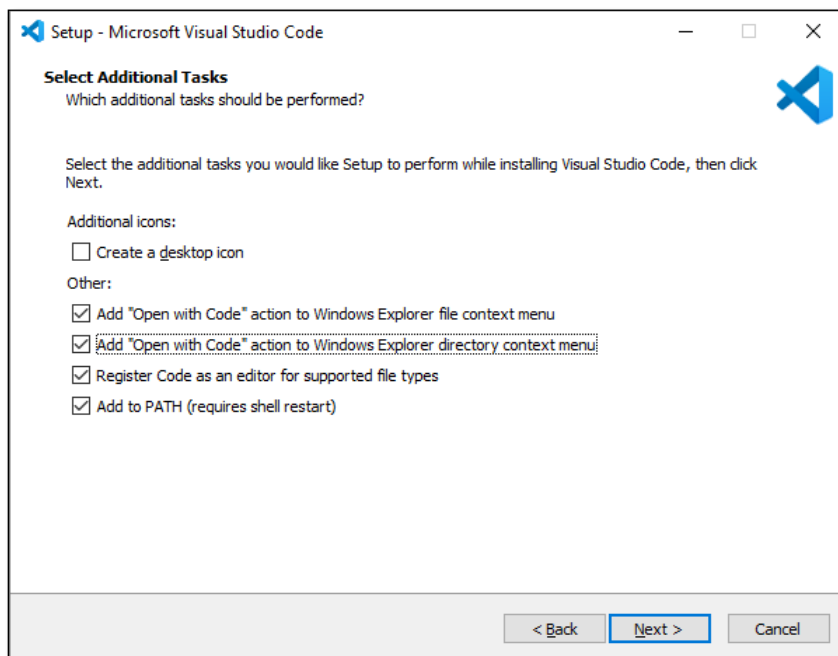 Setup - Microsoft Visual Studio Code
Select Additional Tasks
Which additional tasks should be performed?
Select the additional tasks you would like Setup to perform while installing Visual Studio Code, then click
Next.
Additional icons:
Create a desktop icon
Other:
Add "Open with Code" action to Windows Explorer file context menu
Add "Open with Code" action to Windows Explorer directory context menu
Register Code as an editor for supported file types
Add to PATH (requires shell restart)
< Back Next > Cancel